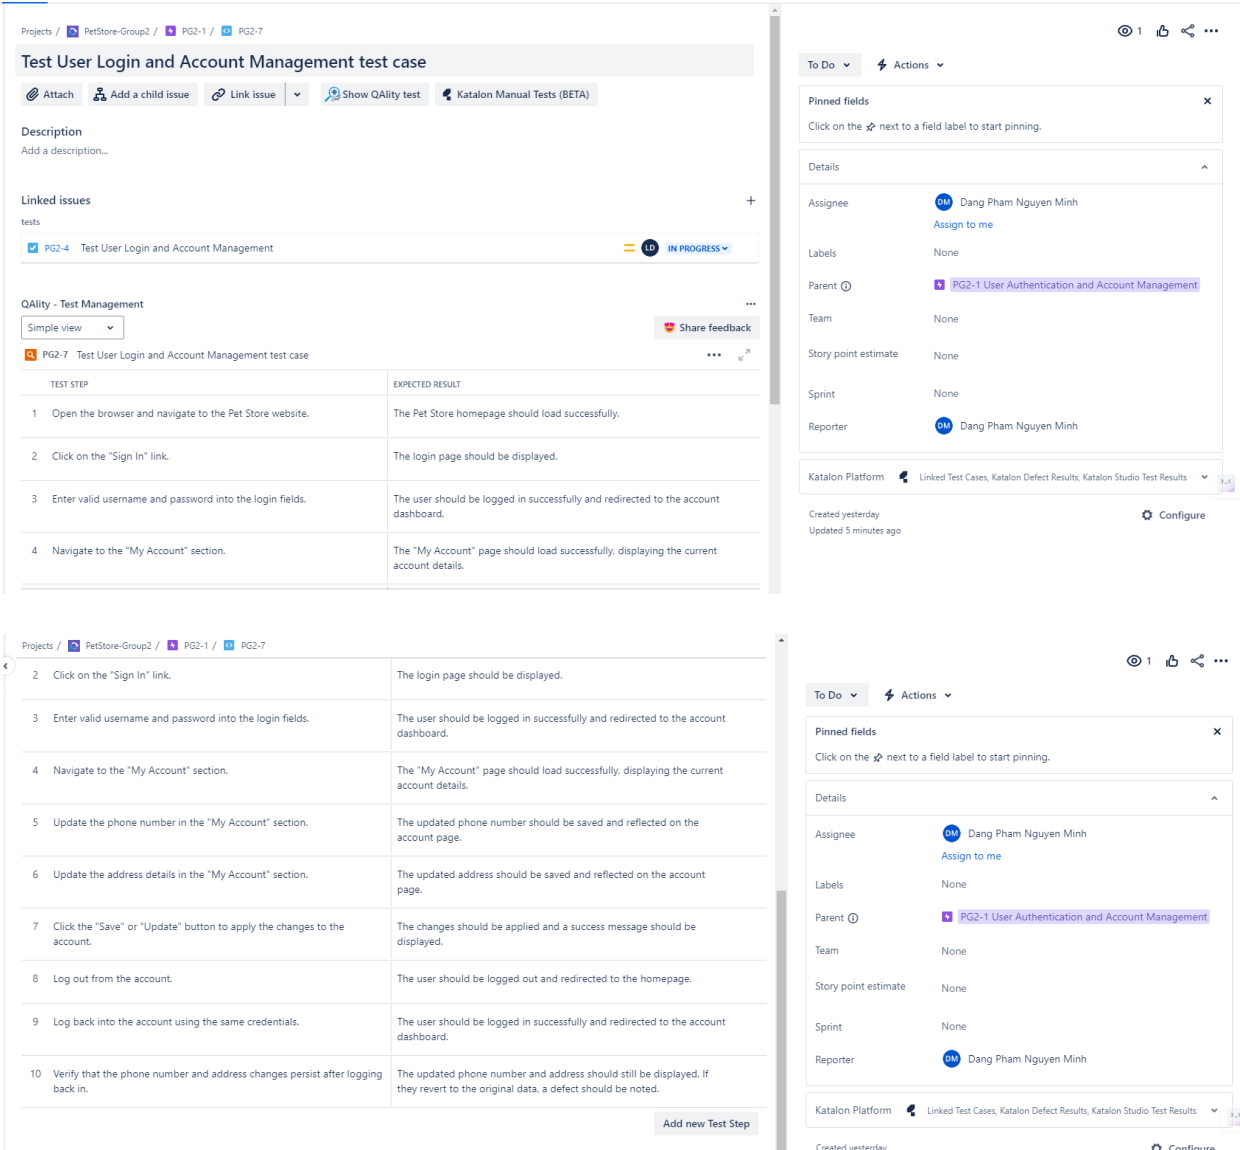 Projects / PetStore-Group2 / PG2-1 / PG2-7
Test User Login and Account Management test case
Attach Add a child issue Link issue Show QAlity test Katalon Manual Tests (BETA)
Description
Add a description...
Linked issues
tests
PG2-4 Test User Login and Account Management LD IN PROGRESS
QAlity - Test Management
Simple view Share feedback
PG2-7 Test User Login and Account Management test case
TEST STEP EXPECTED RESULT
1 Open the browser and navigate to the Pet Store website. The Pet Store homepage should load successfully.
2 Click on the "Sign In" link. The login page should be displayed.
3 Enter valid username and password into the login fields. The user should be logged in successfully and redirected to the account
dashboard.
4 Navigate to the "My Account" section. The "My Account" page should load successfully, displaying the current
account details.
1
To Do Actions
Pinned fields
Click on the next to a field label to start pinning.
Details
Assignee DM Dang Pham Nguyen Minh
Assign to me
Labels None
Parent PG2-1 User Authentication and Account Management
Team None
Story point estimate None
Sprint None
Reporter DM Dang Pham Nguyen Minh
Katalon Platform Linked Test Cases, Katalon Defect Results, Katalon Studio Test Results
Created yesterday Configure
Updated 5 minutes ago
Projects / PetStore-Group2 / PG2-1 / PG2-7
2 Click on the "Sign In" link. The login page should be displayed.
3 Enter valid username and password into the login fields. The user should be logged in successfully and redirected to the account
dashboard.
4 Navigate to the "My Account" section. The "My Account" page should load successfully, displaying the current
account details.
5 Update the phone number in the "My Account" section. The updated phone number should be saved and reflected on the
account page.
6 Update the address details in the "My Account" section. The updated address should be saved and reflected on the account
page.
7 Click the "Save" or "Update" button to apply the changes to the The changes should be applied and a success message should be
account. displayed.
8 Log out from the account. The user should be logged out and redirected to the homepage.
9 Log back into the account using the same credentials. The user should be logged in successfully and redirected to the account
dashboard.
10 Verify that the phone number and address changes persist after logging The updated phone number and address should still be displayed. If
back in. they revert to the original data, a defect should be noted.
Add new Test Step
1
To Do Actions
Pinned fields
Click on the next to a field label to start pinning.
Details
Assignee DM Dang Pham Nguyen Minh
Assign to me
Labels None
Parent PG2-1 User Authentication and Account Management
Team None
Story point estimate None
Sprint None
Reporter DM Dang Pham Nguyen Minh
Katalon Platform Linked Test Cases, Katalon Defect Results, Katalon Studio Test Results
Created yesterday Configure